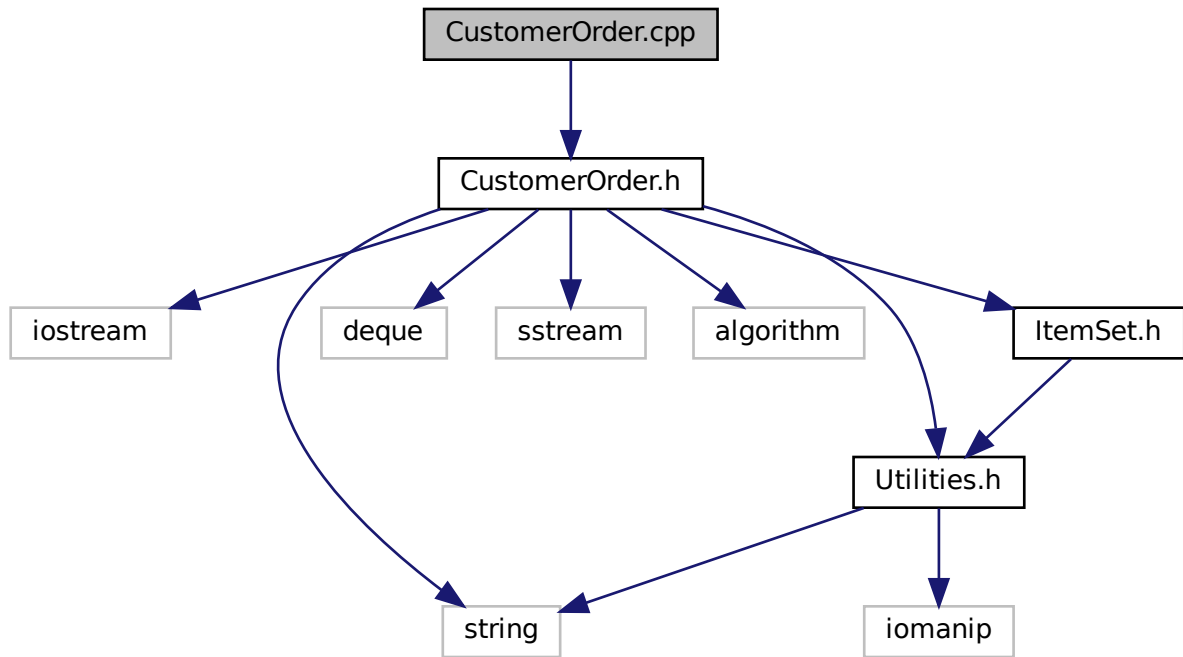 CustomerOrder.cpp
CustomerOrder.h
iostream
deque
sstream
algorithm
ItemSet.h
Utilities.h
string
iomanip